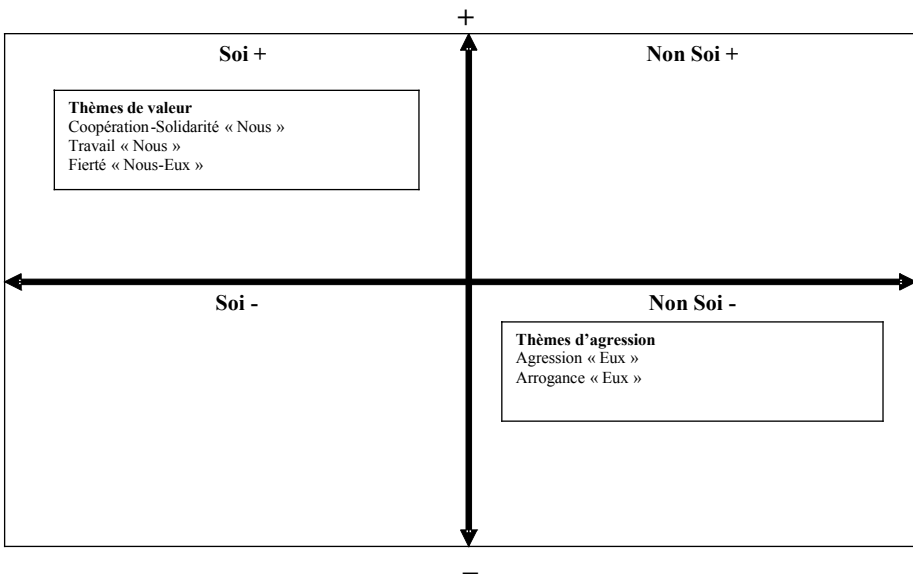 +
Soi +
Non Soi +
Thèmes de valeur
Coopération-Solidarité « Nous »
Travail « Nous »
Fierté « Nous-Eux »
Soi -
Non Soi -
Thèmes d’agression
Agression « Eux »
Arrogance « Eux »
–